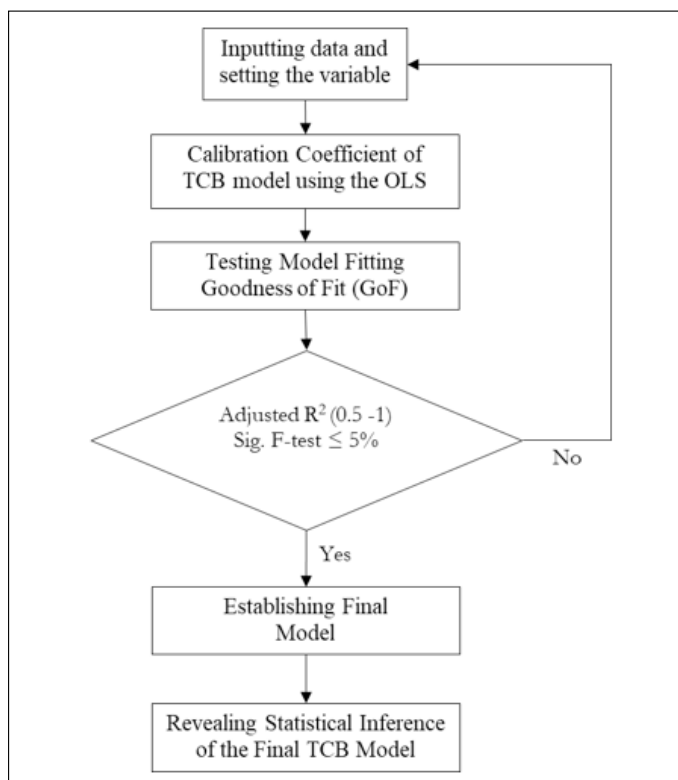 Inputting data and
setting the variable
Calibration Coefficient of
TCB model using the OLS
Testing Model Fitting
Goodness of Fit (GoF)
Adjusted R² (0.5 -1)
Sig. F-test ≤ 5%
No
Yes
Establishing Final
Model
Revealing Statistical Inference
of the Final TCB Model